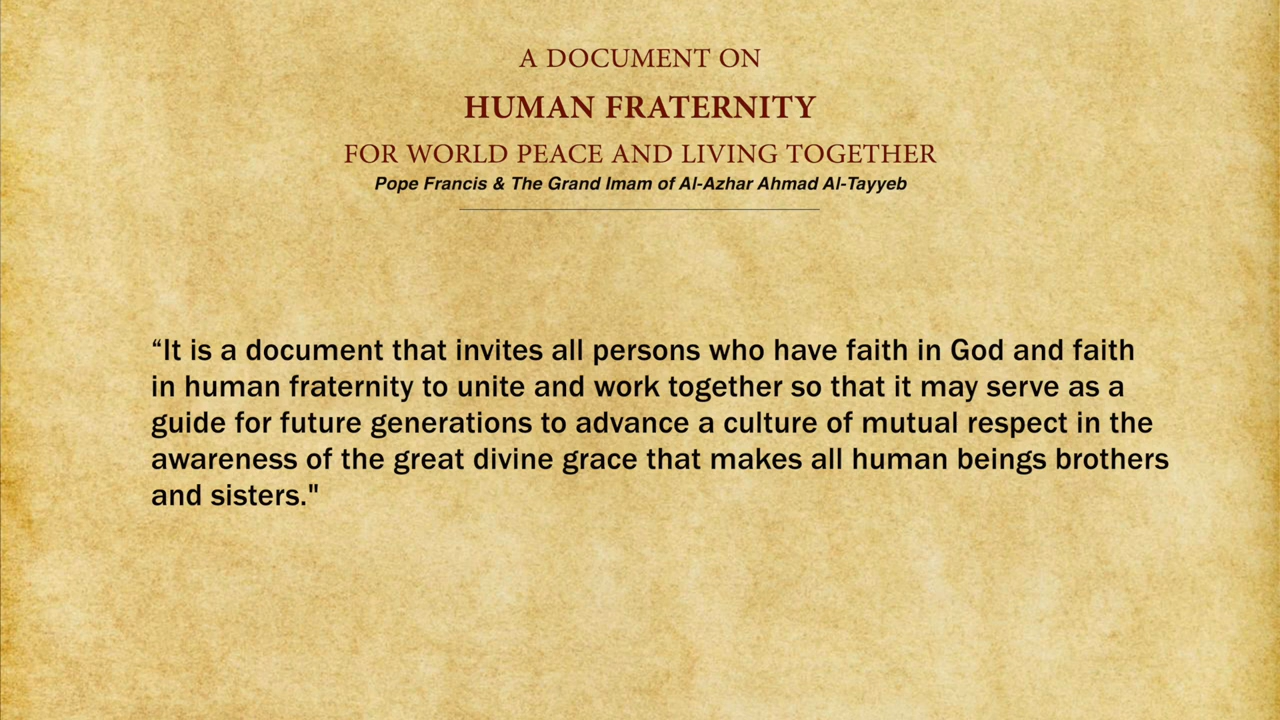 A DOCUMENT ON
HUMAN FRATERNITY
FOR WORLD PEACE AND LIVING TOGETHER
Pope Francis & The Grand Imam of Al-Azhar Ahmad Al-Tayyeb
“It is a document that invites all persons who have faith in God and faith
in human fraternity to unite and work together so that it may serve as a
guide for future generations to advance a culture of mutual respect in the
awareness of the great divine grace that makes all human beings brothers
and sisters."